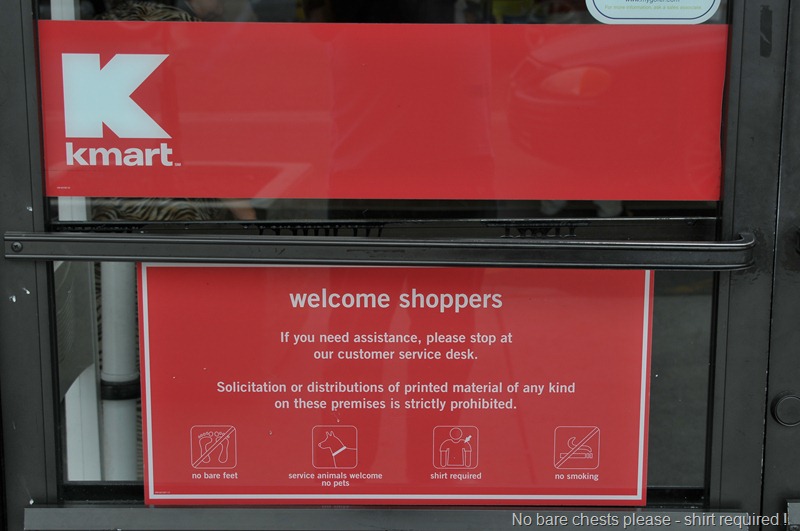 K
kmart
welcome shoppers
If you need assistance, please stop at
our customer service desk.
Solicitation or distributions of printed material of any kind
on these premises is strictly prohibited.
no bare feet
service animals welcome
no pets
shirt required
no smoking
No bare chests please - shirt required !